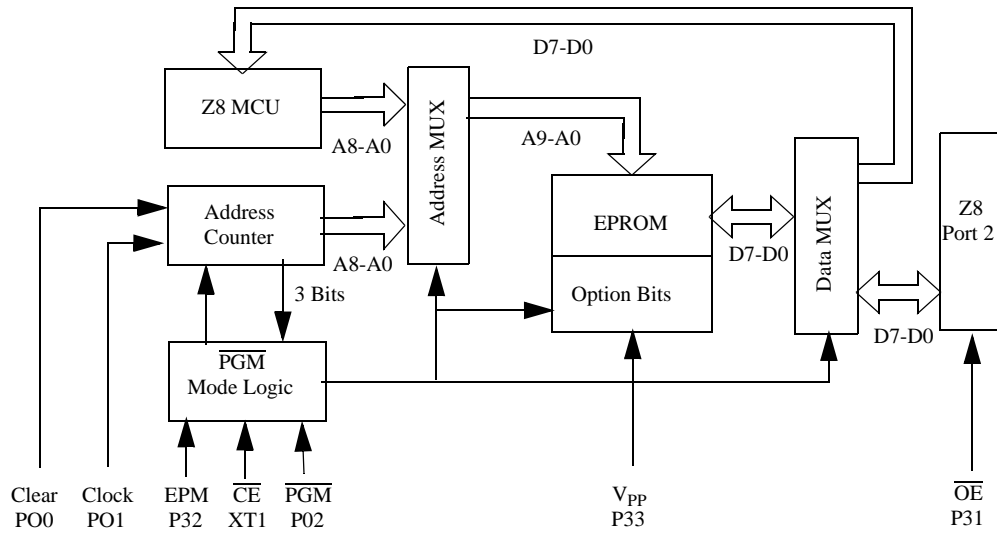 D7-D0
Z8 MCU
A8-A0
Address MUX
A9-A0
Address
Counter
A8-A0
3 Bits
EPROM
Option Bits
D7-D0
Data MUX
Z8
Port 2
D7-D0
PGM
Mode Logic
Clear
PO0
Clock
PO1
EPM
P32
CE
XT1
PGM
P02
VPP
P33
OE
P31